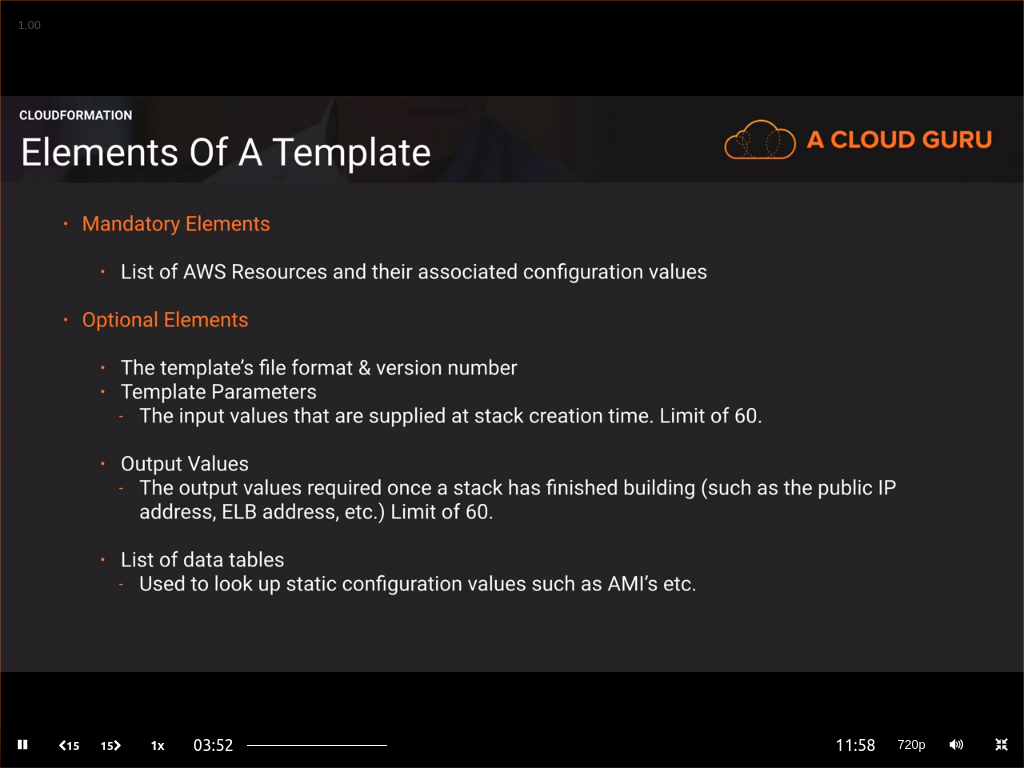 1.00
CLOUDFORMATION
Elements Of A Template
A CLOUD GURU
· Mandatory Elements
· List of AWS Resources and their associated configuration values
· Optional Elements
· The template's file format & version number
· Template Parameters
- The input values that are supplied at stack creation time. Limit of 60.
· Output Values
- The output values required once a stack has finished building (such as the public IP
address, ELB address, etc.) Limit of 60.
· List of data tables
- Used to look up static configuration values such as AMI's etc.
15 15 1x 03:52 11:58 720p